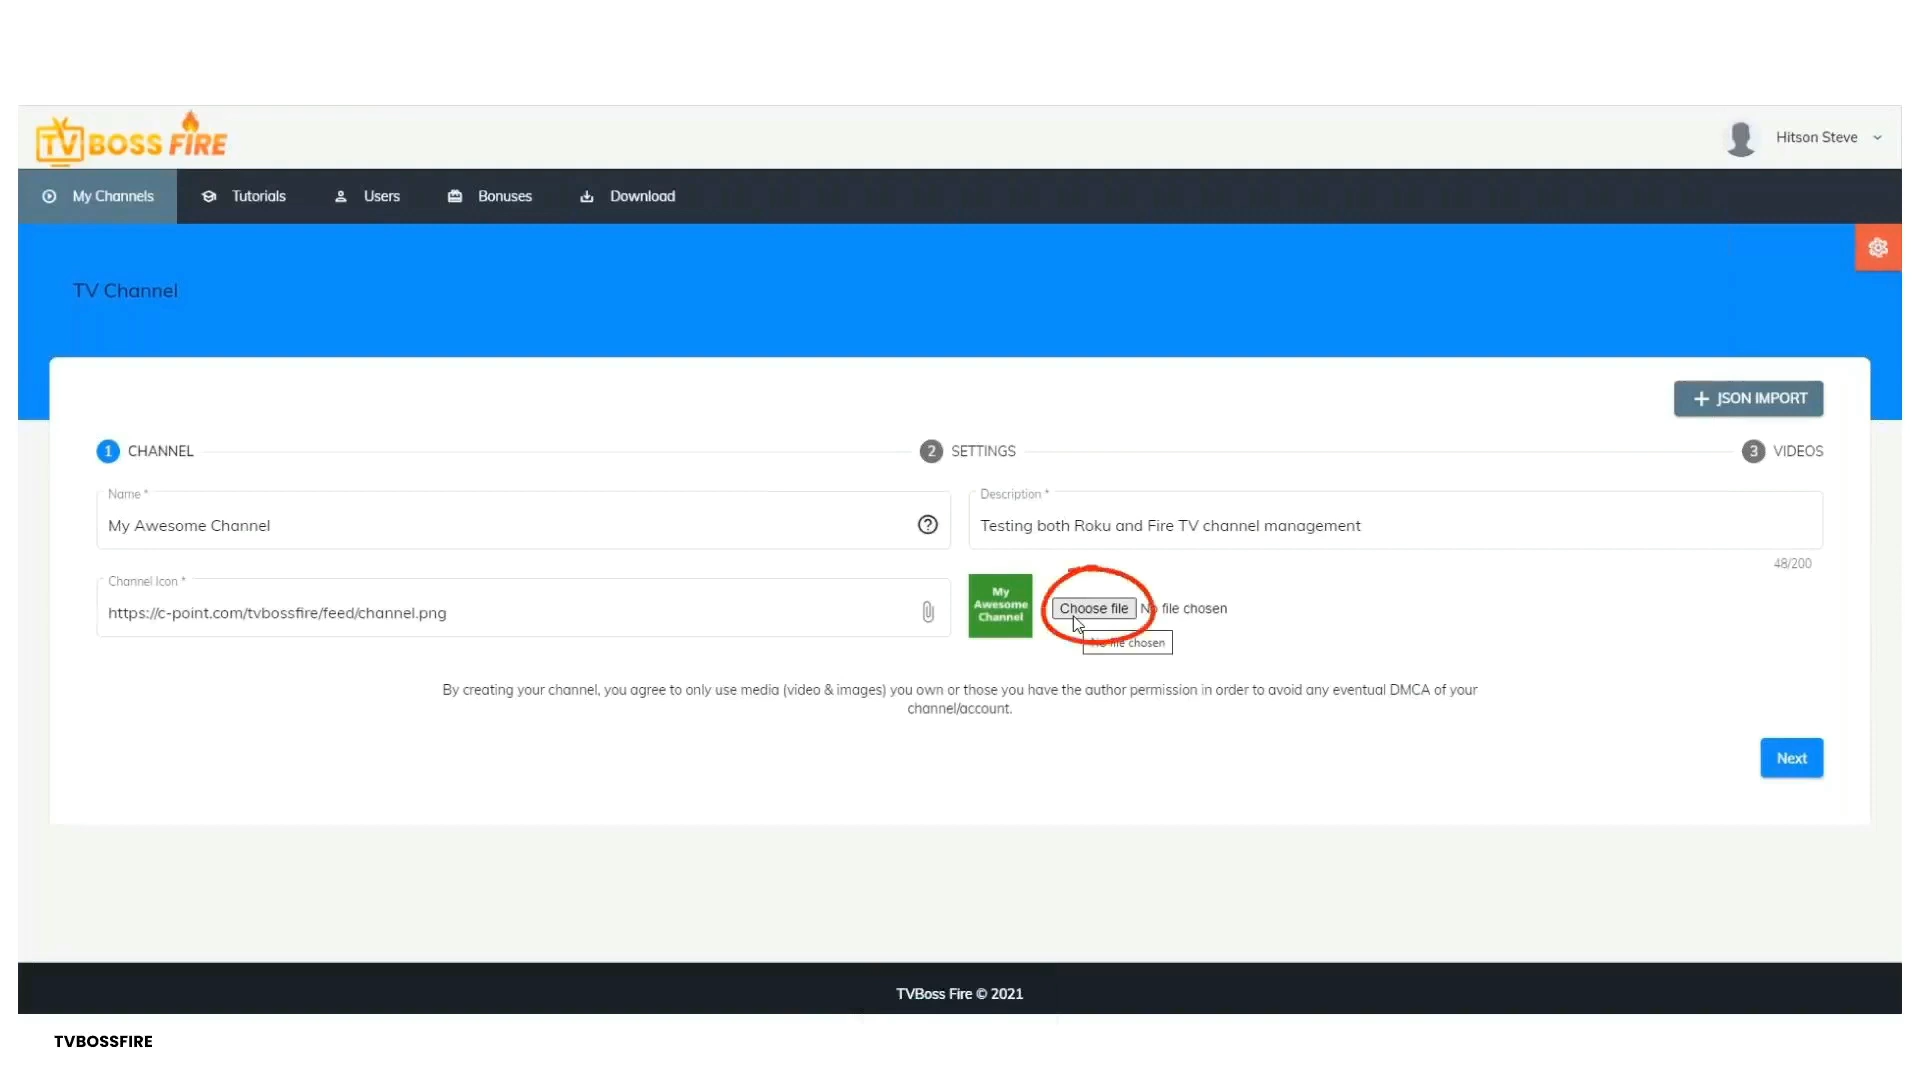 TV BOSS FIRE
Hitson Steve
My Channels
Tutorials
Users
Bonuses
Download
TV Channel
JSON IMPORT
1 CHANNEL
2 SETTINGS
3 VIDEOS
Name *
My Awesome Channel
Description *
Testing both Roku and Fire TV channel management
48/200
Channel Icon *
https://c-point.com/tvbossfire/feed/channel.png
My
Awesome
Channel
Choose file
No file chosen
No file chosen
By creating your channel, you agree to only use media (video & images) you own or those you have the author permission in order to avoid any eventual DMCA of your
channel/account.
Next
TVBoss Fire © 2021
TVBOSSFIRE